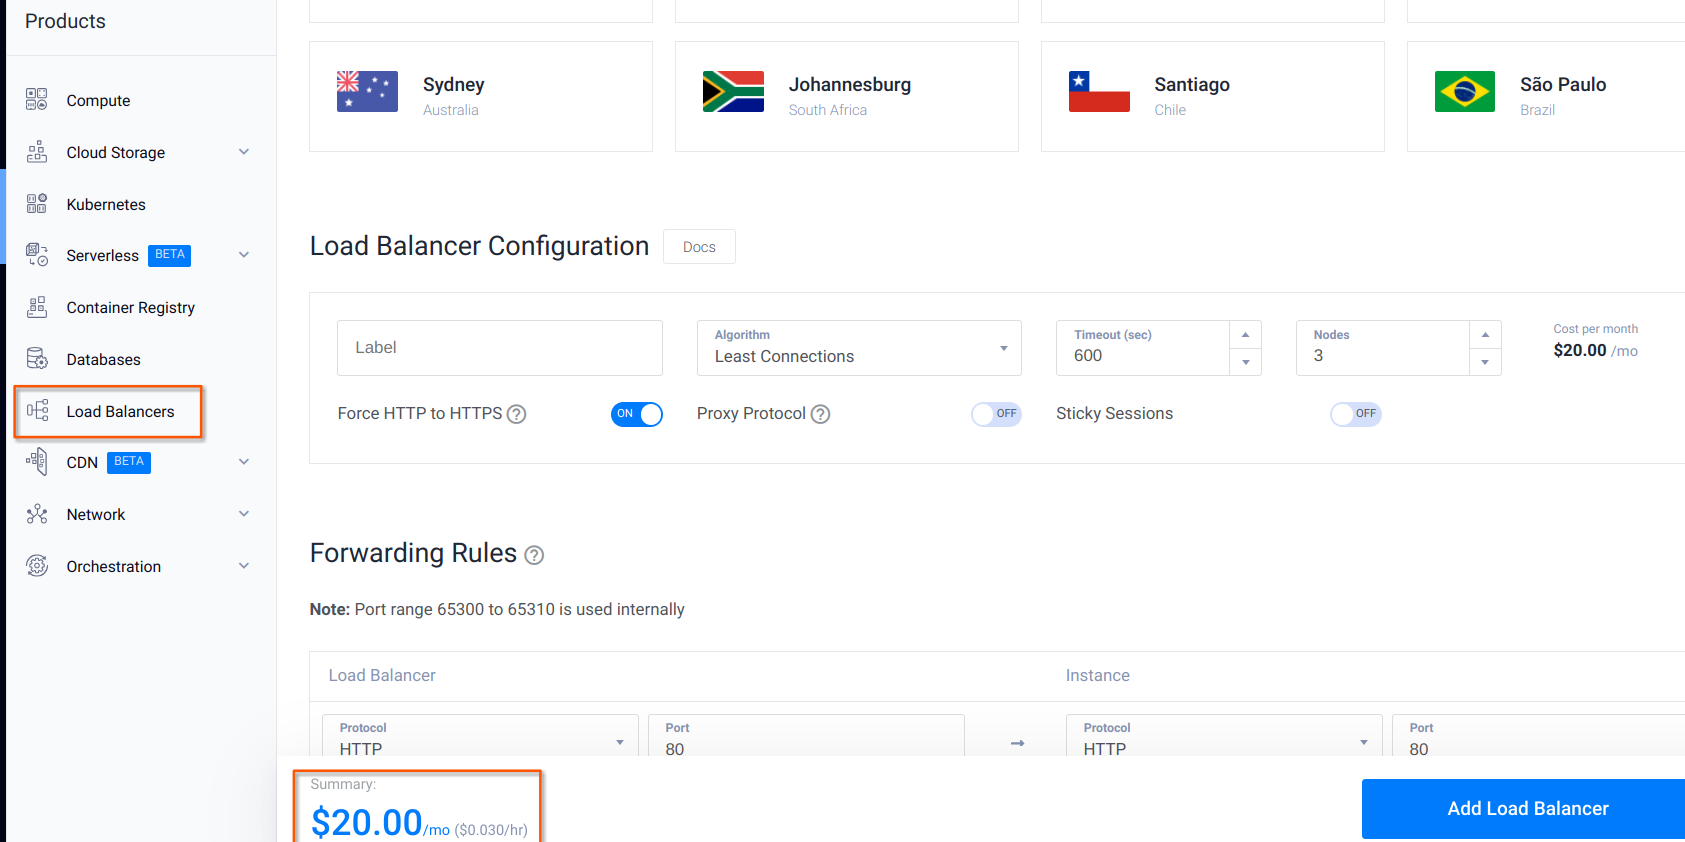 Products
Compute
Cloud Storage
Kubernetes
Serverless BETA
Container Registry
Databases
Load Balancers
CDN BETA
Network
Orchestration
Sydney
Australia
Johannesburg
South Africa
Santiago
Chile
São Paulo
Brazil
Load Balancer Configuration Docs
Label
Algorithm
Least Connections
Timeout (sec)
600
Nodes
3
Cost per month
$20.00 /mo
Force HTTP to HTTPS ? ON
Proxy Protocol ? OFF
Sticky Sessions OFF
Forwarding Rules ?
Note: Port range 65300 to 65310 is used internally
Load Balancer
Instance
Protocol
HTTP
Port
80
→
Protocol
HTTP
Port
80
Summary:
$20.00/mo ($0.030/hr)
Add Load Balancer